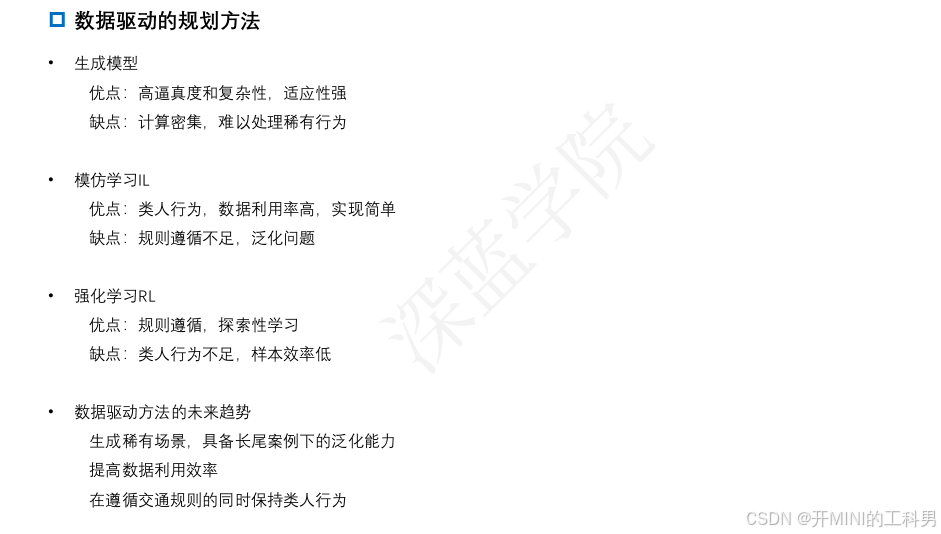 数据驱动的规划方法
• 生成模型
优点：高逼真度和复杂性，适应性强
缺点：计算密集，难以处理稀有行为
• 模仿学习IL
优点：类人行为，数据利用率高，实现简单
缺点：规则遵循不足，泛化问题
• 强化学习RL
优点：规则遵循，探索性学习
缺点：类人行为不足，样本效率低
• 数据驱动方法的未来趋势
生成稀有场景，具备长尾案例下的泛化能力
提高数据利用效率
在遵循交通规则的同时保持类人行为
深蓝学院
CSDN @开MINI的工科男